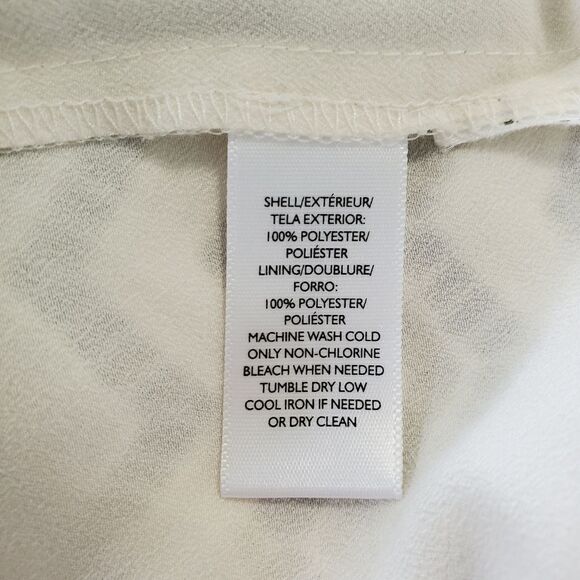 SHELL/EXTÉRIEUR/
TELA EXTERIOR:
100% POLYESTER/
POLIÉSTER
LINING/DOUBLURE/
FORRO:
100% POLYESTER/
POLIÉSTER
MACHINE WASH COLD
ONLY NON-CHLORINE
BLEACH WHEN NEEDED
TUMBLE DRY LOW
COOL IRON IF NEEDED
OR DRY CLEAN